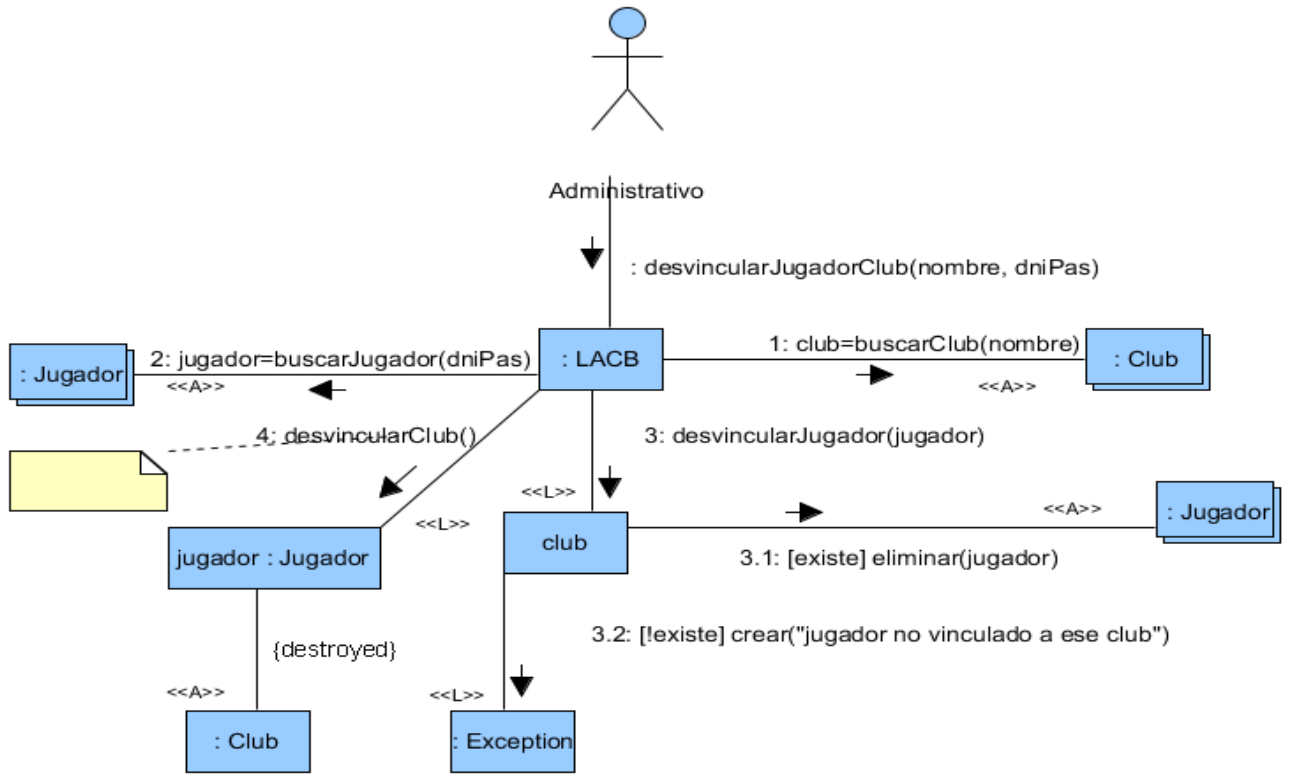 Administrativo
: desvincularJugadorClub(nombre, dniPas)
: Jugador
2: jugador=buscarJugador(dniPas)
<<A>>
: LACB
1: club=buscarClub(nombre)
<<A>>
: Club
4: desvincularClub()
3: desvincularJugador(jugador)
<<L>>
<<L>>
<<A>>
: Jugador
club
jugador : Jugador
3.1: [existe] eliminar(jugador)
3.2: [!existe] crear("jugador no vinculado a ese club")
{destroyed}
<<A>>
<<L>>
: Club
: Exception